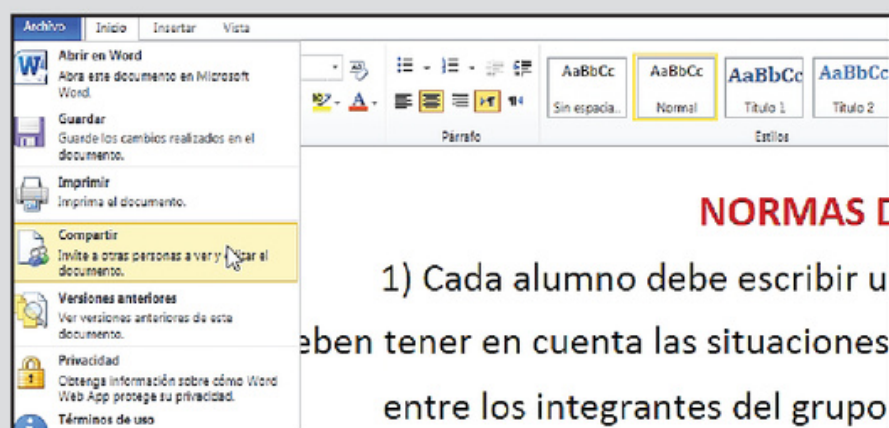 Archivo Inicio Insertar Vista
Abrir en Word
Abra este documento en Microsoft
Word.
Guardar
Guarde los cambios realizados en el
documento.
Imprimir
Imprima el documento.
Compartir
Invite a otras personas a ver y editar el
documento.
Versiones anteriores
Ver versiones anteriores de este
documento.
Privacidad
Obtenga información sobre cómo Word
Web App protege su privacidad.
Términos de uso
AaBbCc AaBbCc AaBbCc AaBbCc
Sin espacia... Normal Título 1 Título 2
Párrafo Estilos
NORMAS D
1) Cada alumno debe escribir u
eben tener en cuenta las situaciones
entre los integrantes del grupo